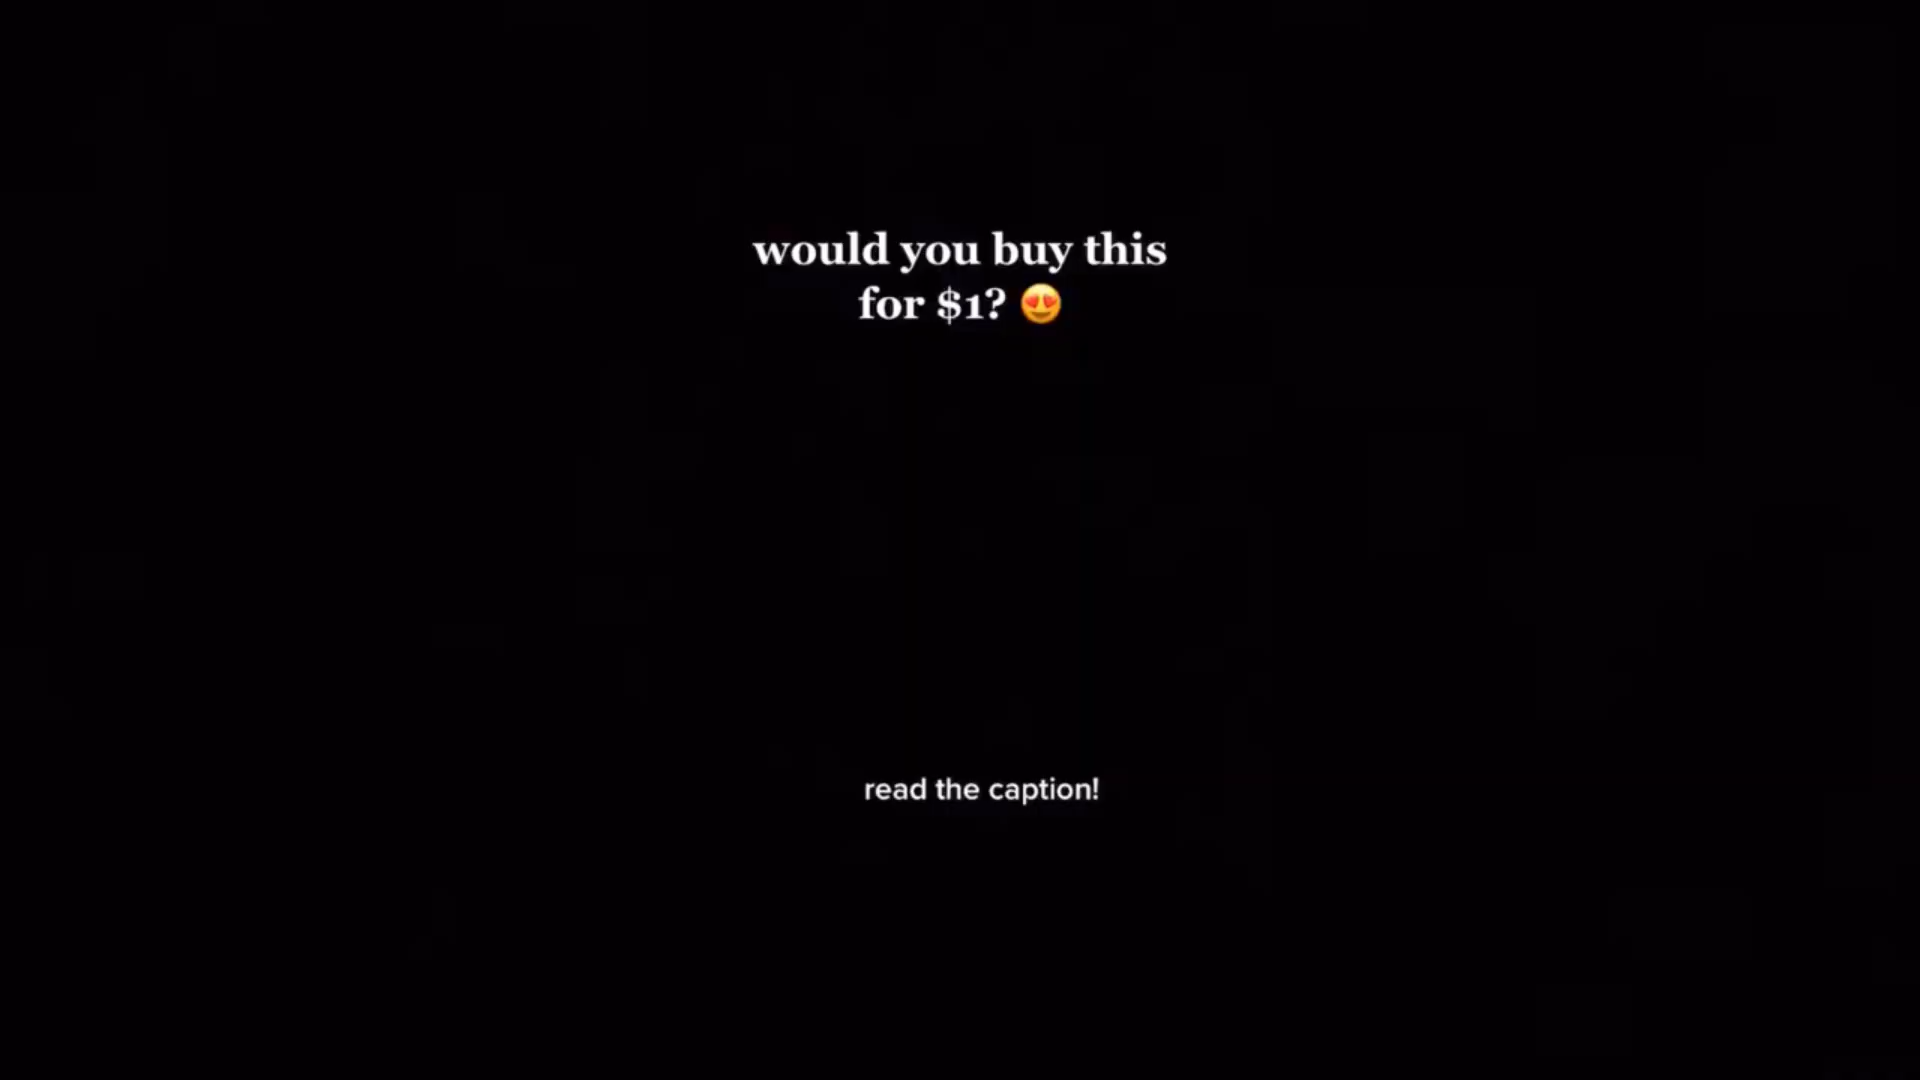 would you buy this
for $1? 😍
read the caption!